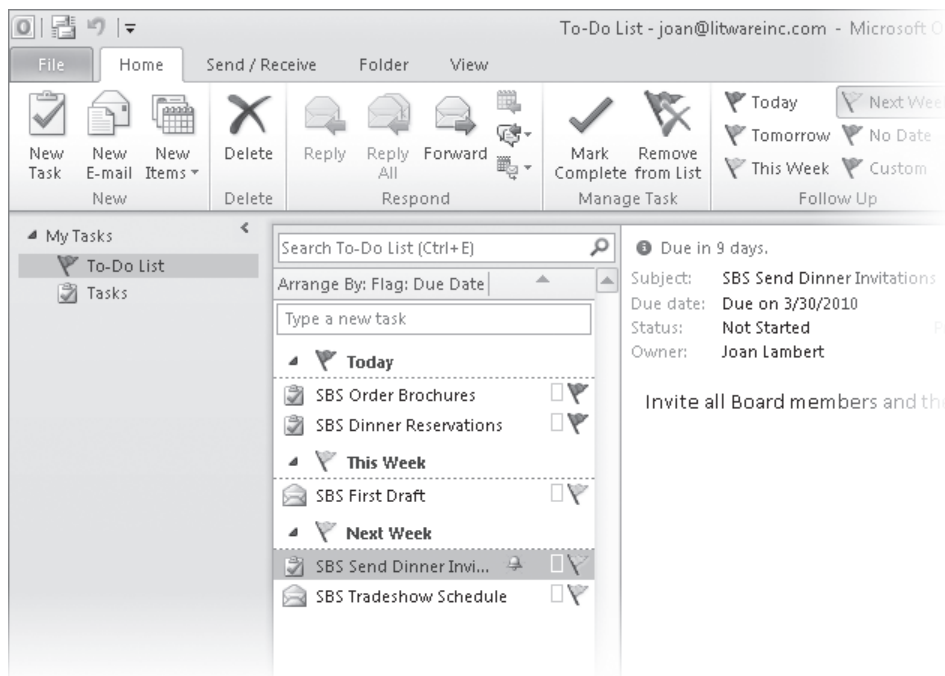 To-Do List - joan@litwareinc.com - Microsoft
File Home Send / Receive Folder View
New Task
New E-mail
New Items
Delete
Reply
Reply All
Forward
Mark Complete
Remove from List
Today
Tomorrow
This Week
Next
No Date
Custom
New
Delete
Respond
Manage Task
Follow Up
My Tasks
To-Do List
Tasks
Search To-Do List (Ctrl+E)
Arrange By: Flag: Due Date
Type a new task
Today
SBS Order Brochures
SBS Dinner Reservations
This Week
SBS First Draft
Next Week
SBS Send Dinner Invi...
SBS Tradeshow Schedule
Due in 9 days.
Subject: SBS Send Dinner Invitations
Due date: Due on 3/30/2010
Status: Not Started
Owner: Joan Lambert
Invite all Board members and